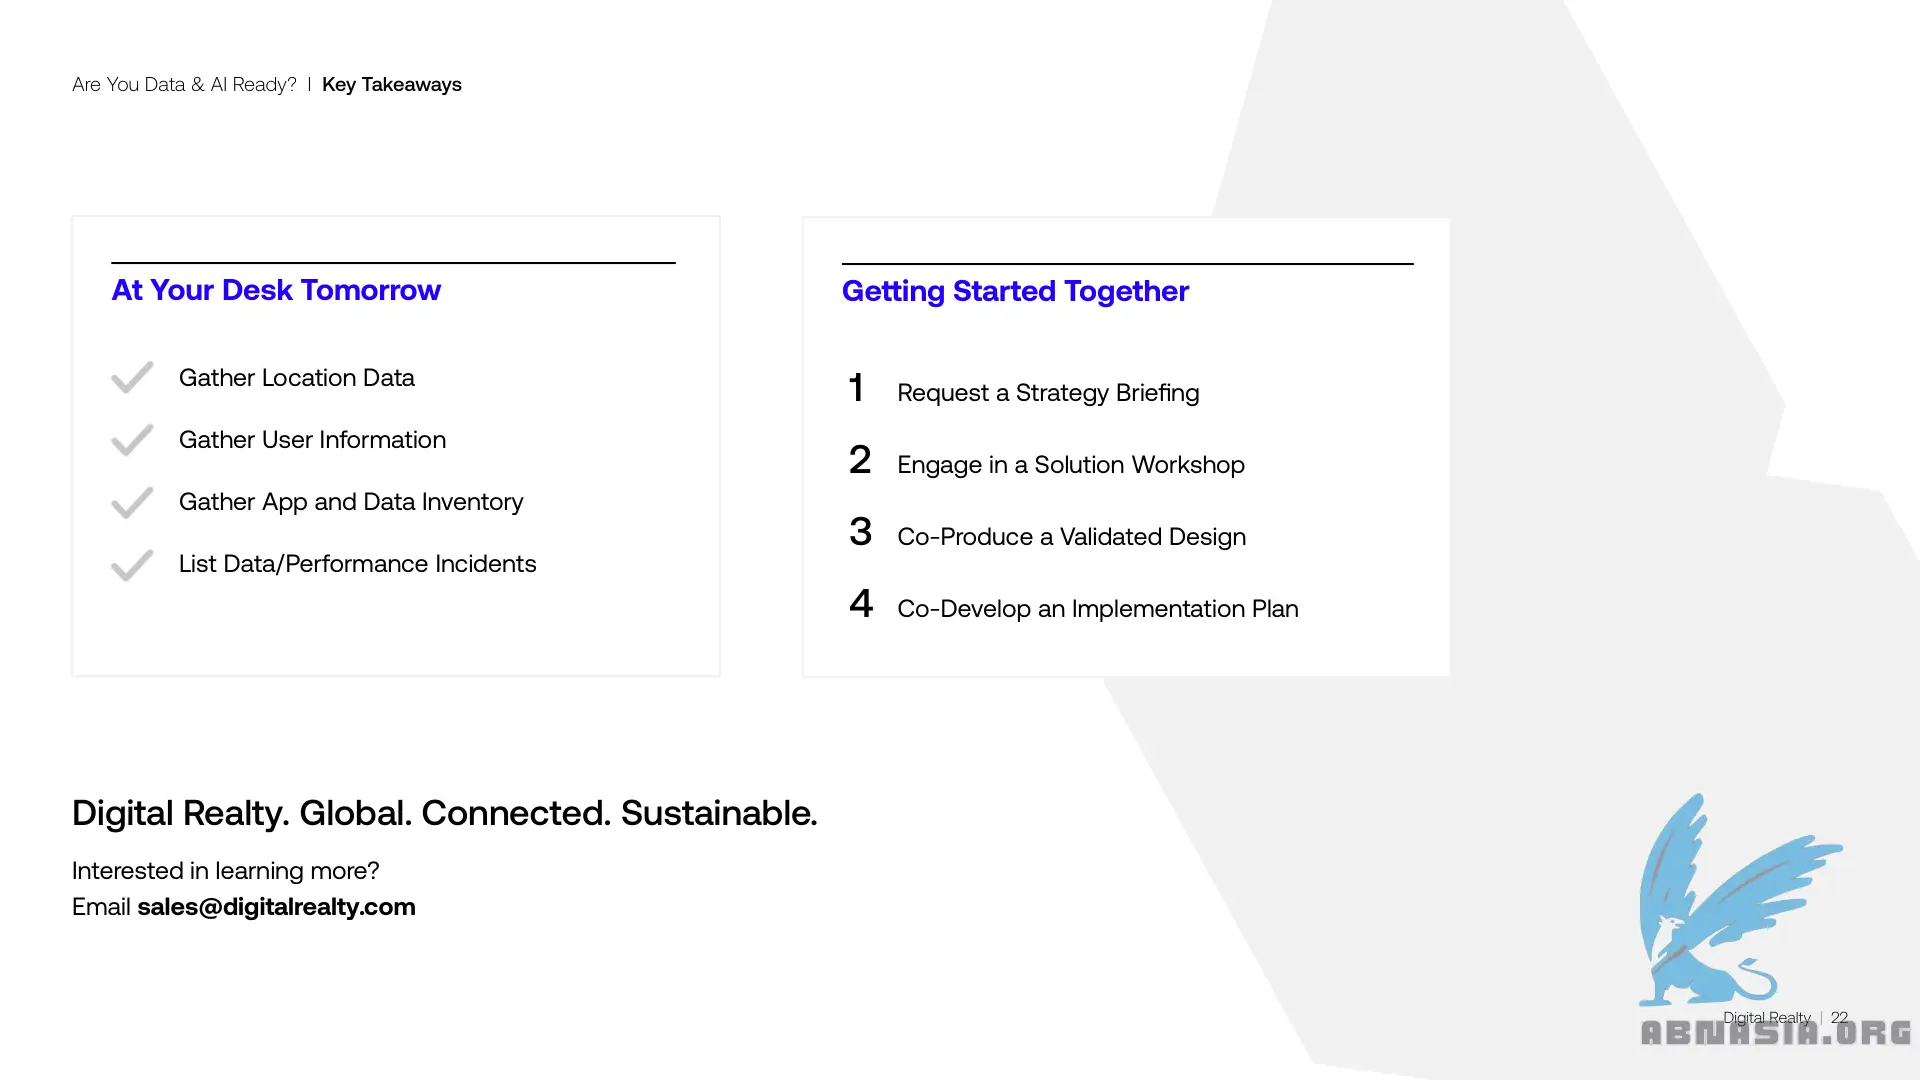 Are You Data & AI Ready? | Key Takeaways
At Your Desk Tomorrow
Gather Location Data
Gather User Information
Gather App and Data Inventory
List Data/Performance Incidents
Getting Started Together
1 Request a Strategy Briefing
2 Engage in a Solution Workshop
3 Co-Produce a Validated Design
4 Co-Develop an Implementation Plan
Digital Realty. Global. Connected. Sustainable.
Interested in learning more?
Email sales@digitalrealty.com
Digital Realty | 22
ABNASIA.ORG